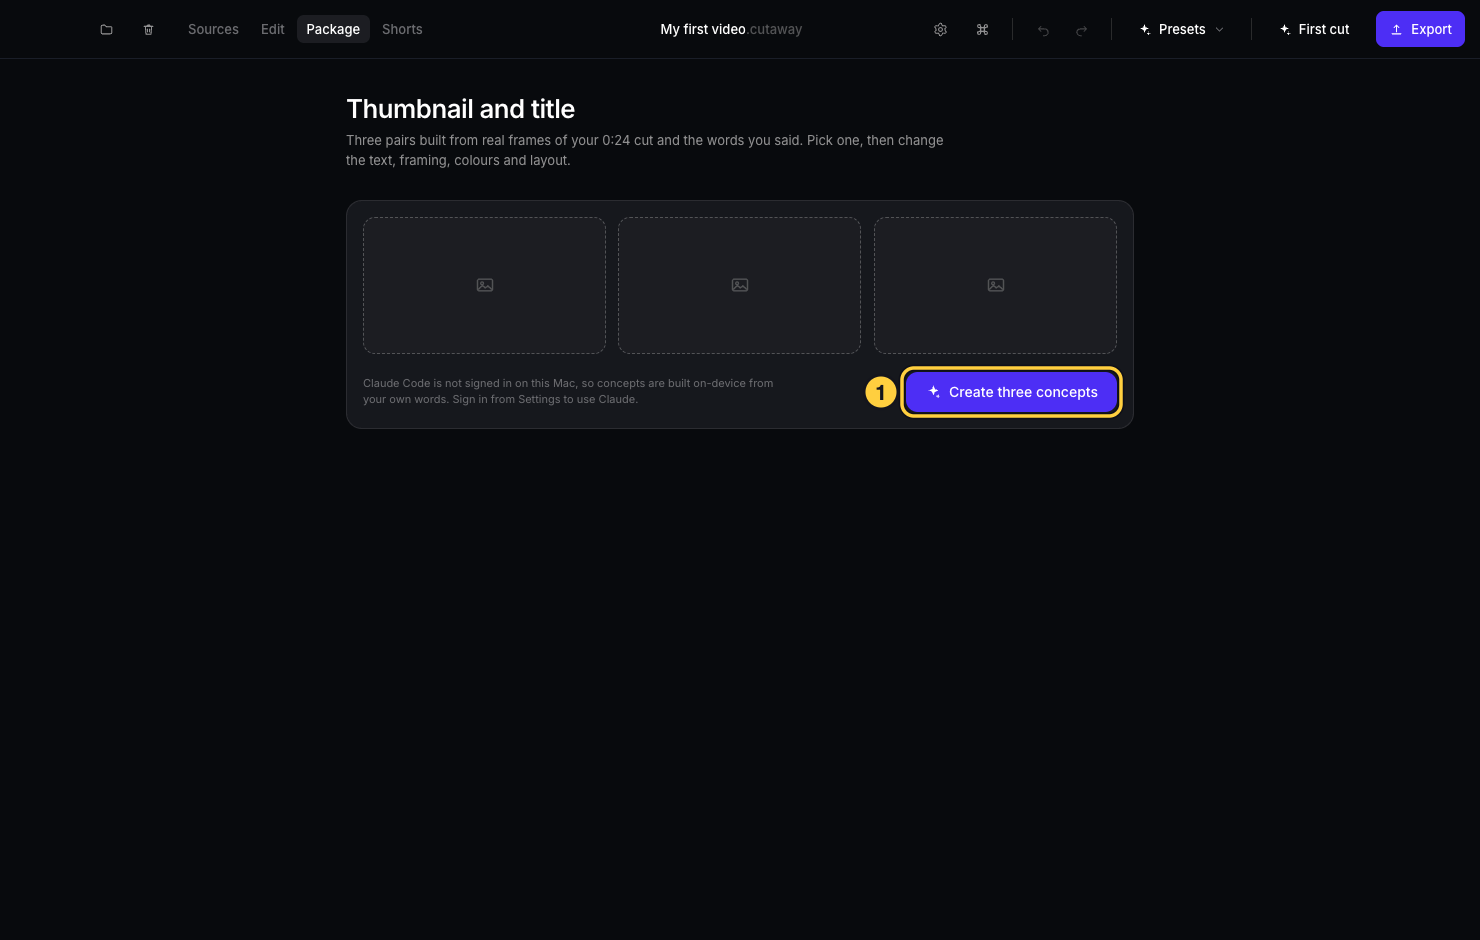 Sources
Edit
Package
Shorts
My first video.cutaway
Presets
First cut
Export
Thumbnail and title
Three pairs built from real frames of your 0:24 cut and the words you said. Pick one, then change
the text, framing, colours and layout.
Claude Code is not signed in on this Mac, so concepts are built on-device from
your own words. Sign in from Settings to use Claude.
1
Create three concepts